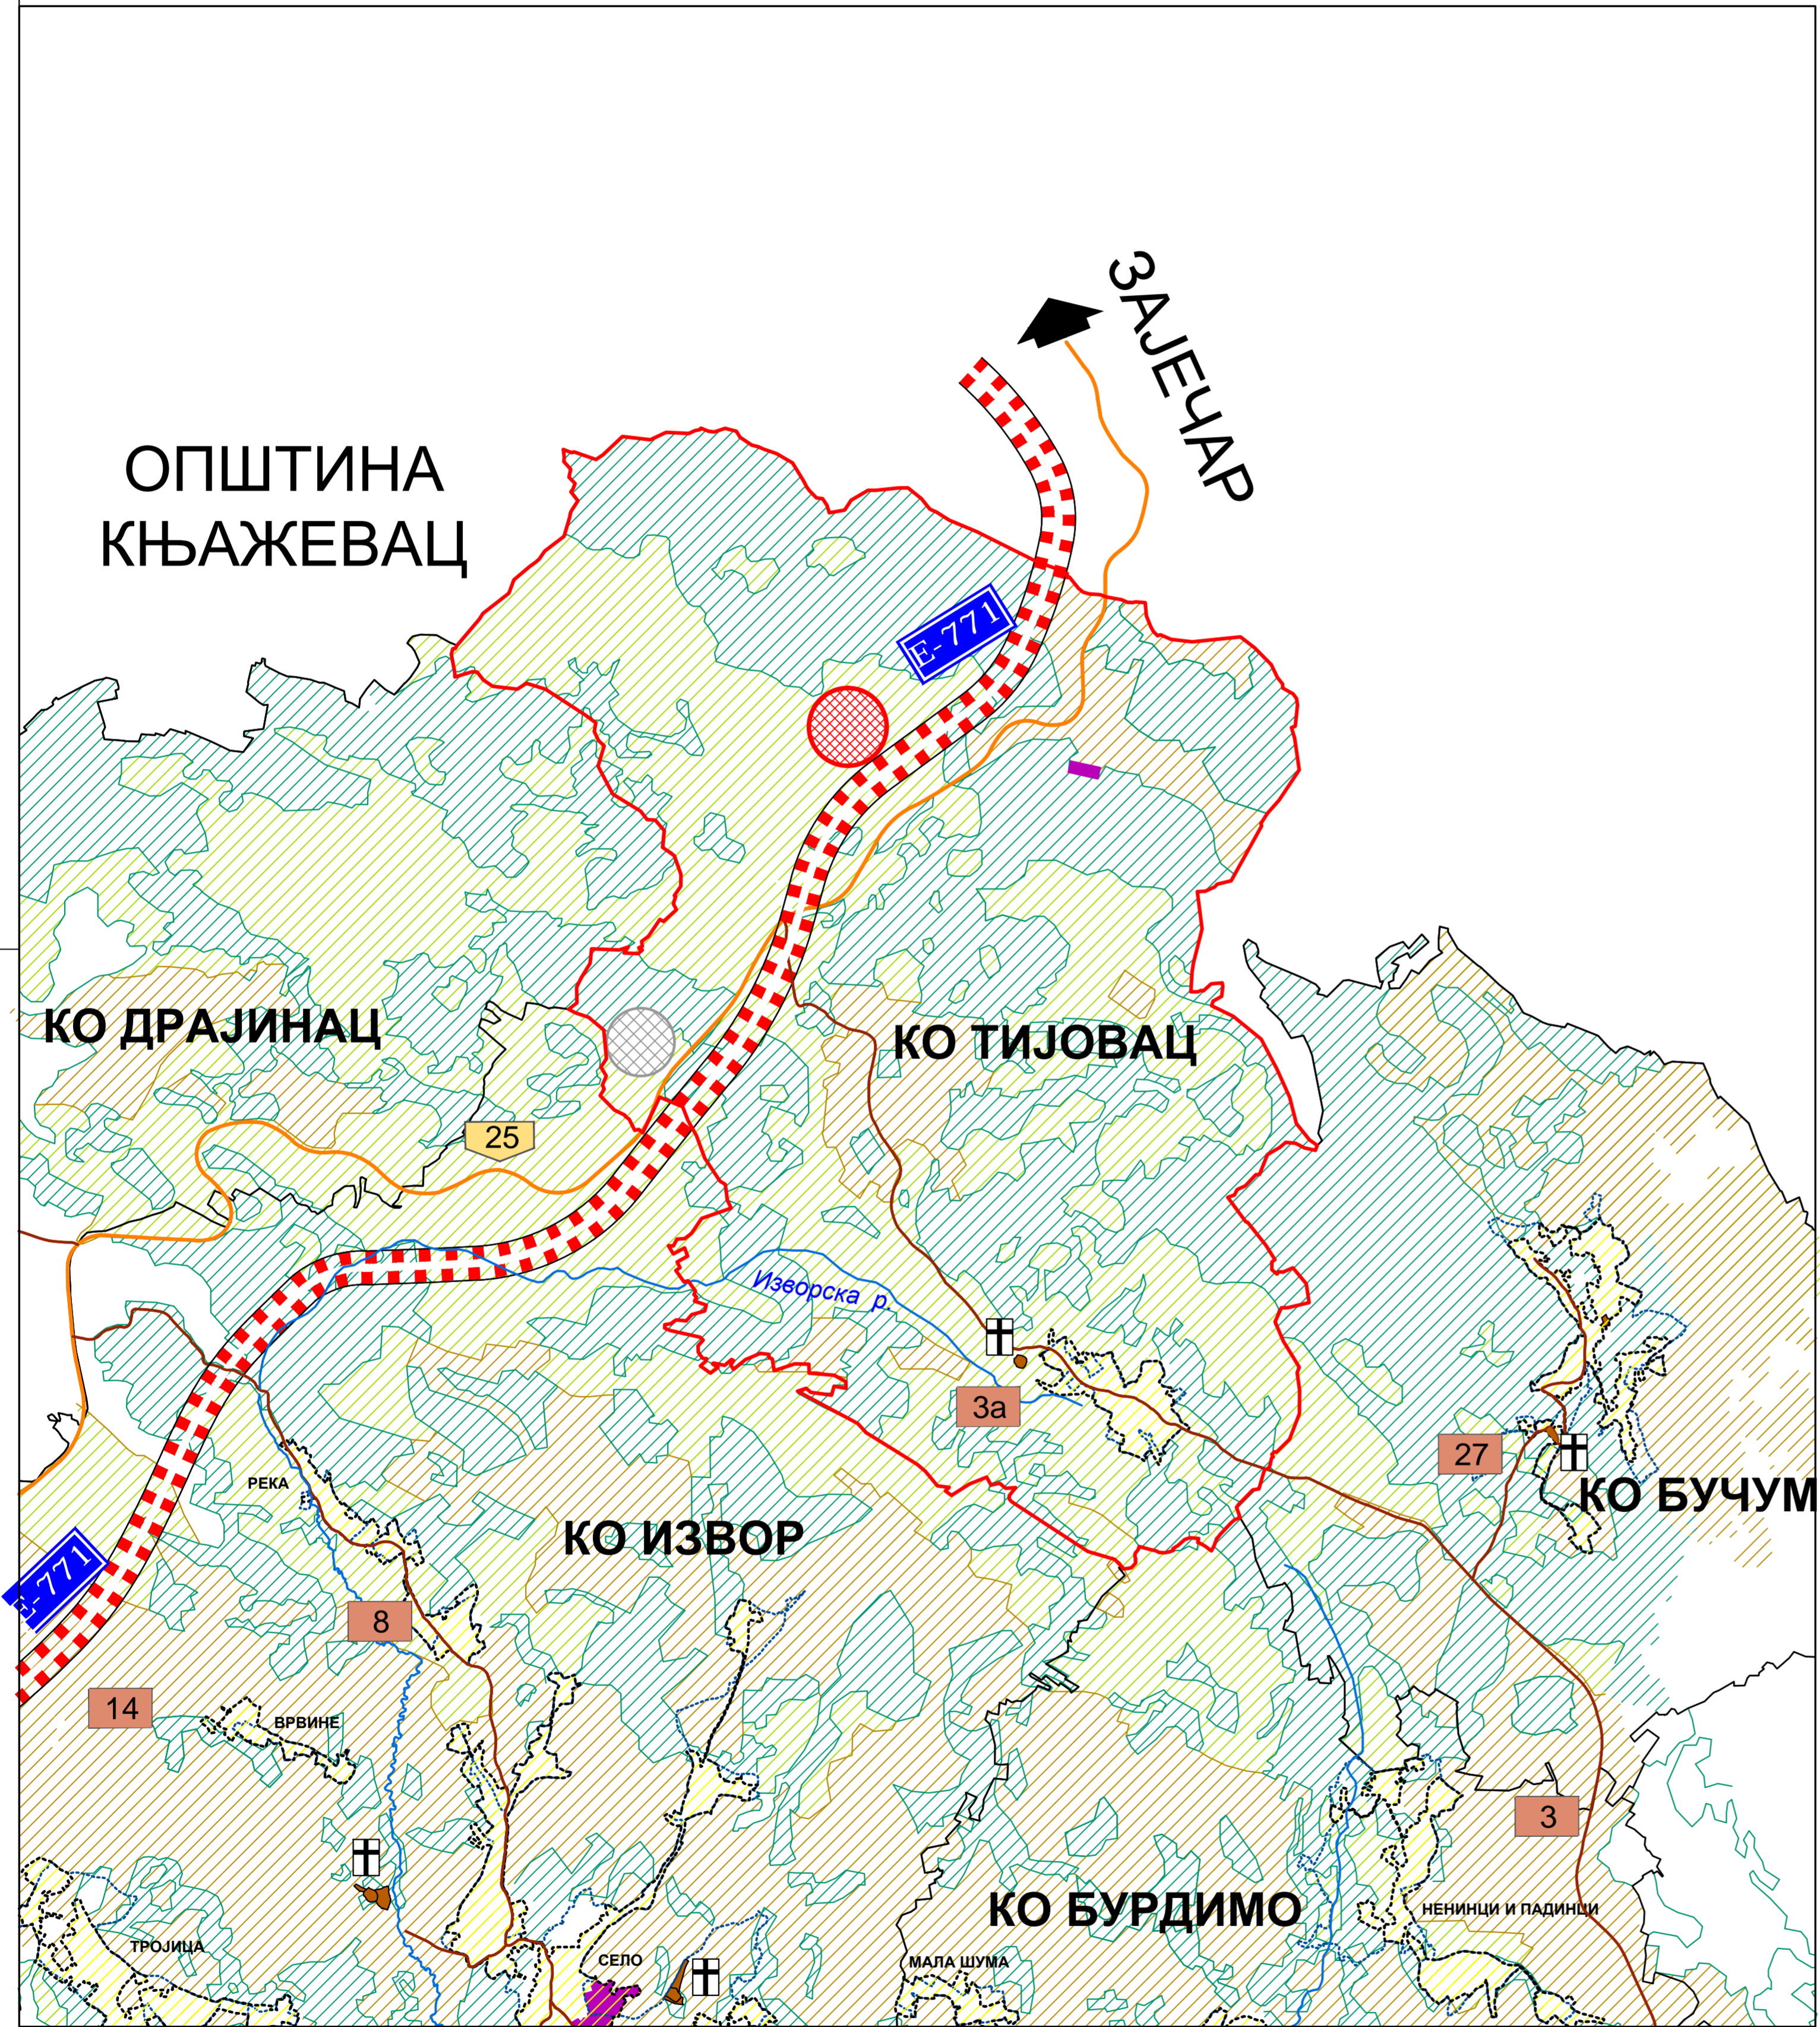 ЗАЈЕЧАР
ОПШТИНА
КЊАЖЕВАЦ
E-771
КО ДРАЈИНАЦ
КО ТИЈОВАЦ
25
Изворска р.
3а
27
КО БУЧУМ
РЕКА
КО ИЗВОР
E-771
8
14
ВРВИНЕ
3
КО БУРДИМО
НЕНИНЦИ И ПАДИНЦИ
ТРОЈИЦА
СЕЛО
МАЛА ШУМА